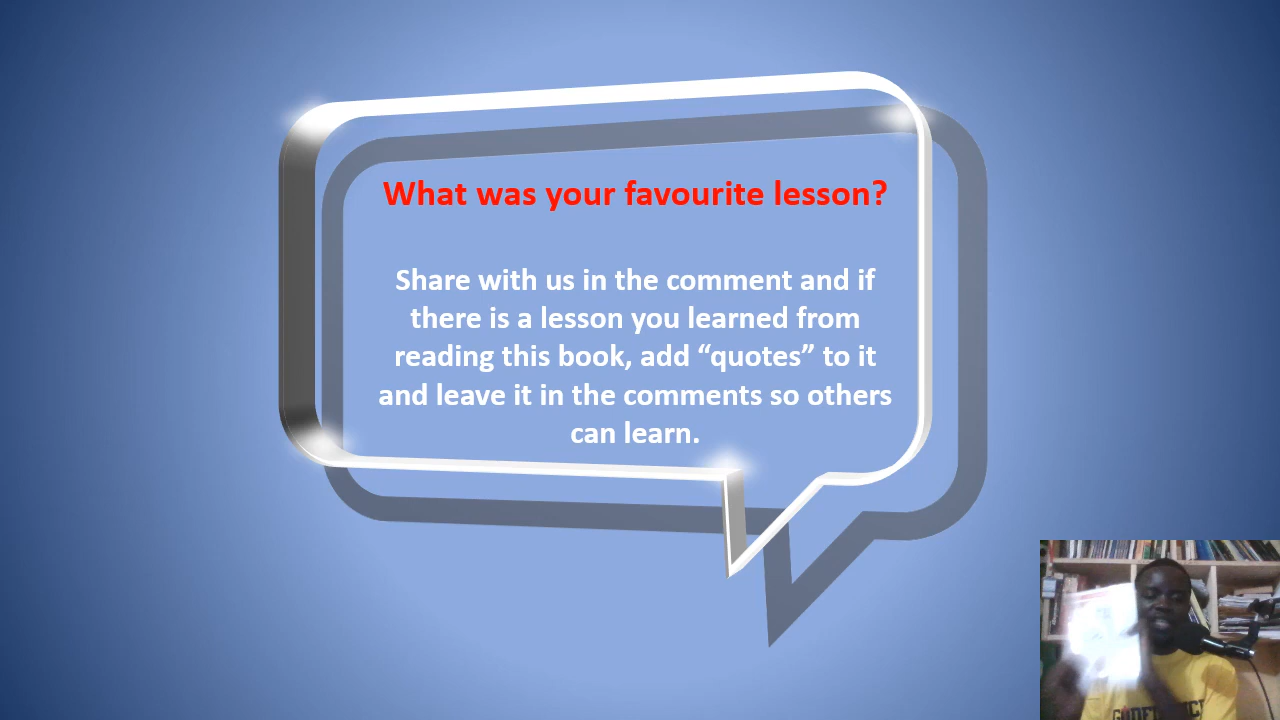 What was your favourite lesson?
Share with us in the comment and if
there is a lesson you learned from
reading this book, add “quotes” to it
and leave it in the comments so others
can learn.